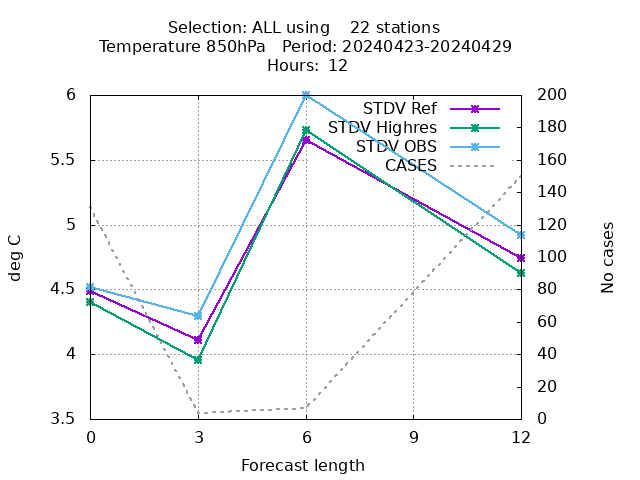 Selection: ALL using    22 stations
Temperature 850hPa   Period: 20240423-20240429
Hours: 12
6
5.5
5
4.5
4
3.5
deg C
STDV Ref
STDV Highres
STDV OBS
CASES
200
180
160
140
120
100
80
60
40
20
0
No cases
0
3
6
9
12
Forecast length